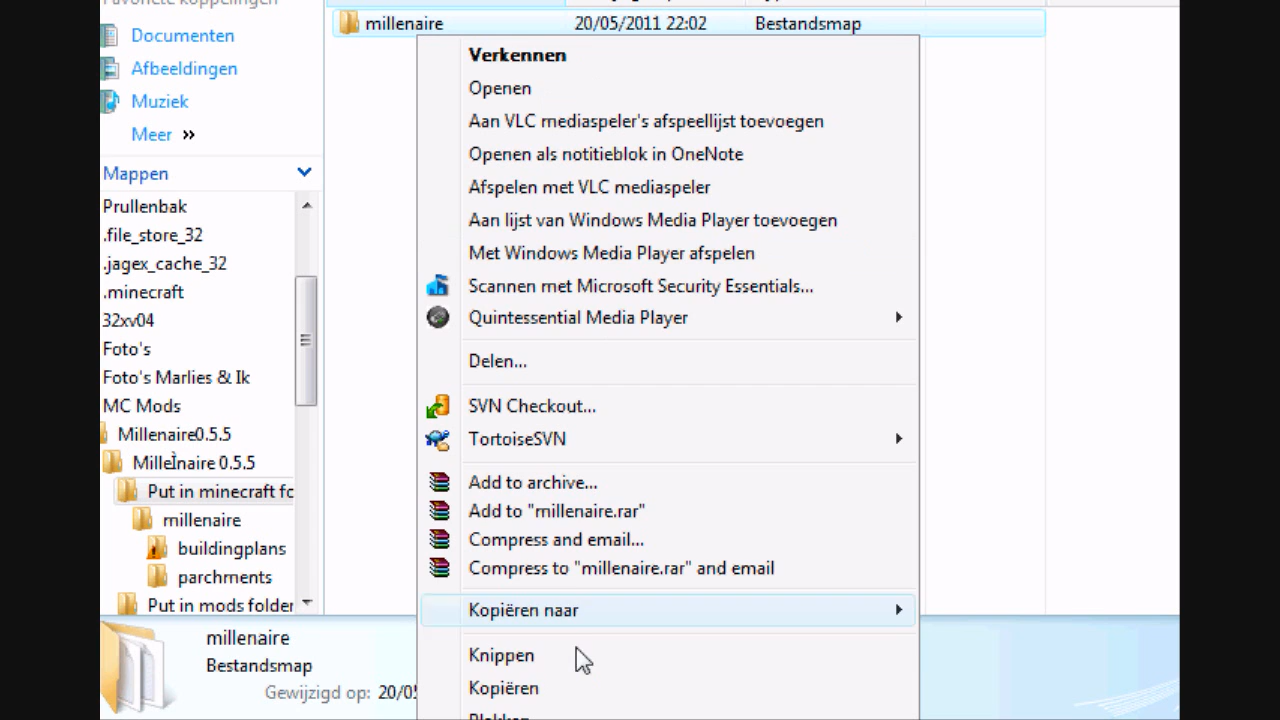 Favoriete koppelingen
Documenten
Afbeeldingen
Muziek
Meer »
Mappen
Prullenbak
.file_store_32
.jagex_cache_32
.minecraft
32xv04
Foto's
Foto's Marlies & Ik
MC Mods
Millenaire0.5.5
Millenaire 0.5.5
Put in minecraft fo
millenaire
buildingplans
parchments
Put in mods folder
millenaire 20/05/2011 22:02 Bestandsmap
Verkennen
Openen
Aan VLC mediaspeler's afspeellijst toevoegen
Openen als notitieblok in OneNote
Afspelen met VLC mediaspeler
Aan lijst van Windows Media Player toevoegen
Met Windows Media Player afspelen
Scannen met Microsoft Security Essentials...
Quintessential Media Player
Delen...
SVN Checkout...
TortoiseSVN
Add to archive...
Add to "millenaire.rar"
Compress and email...
Compress to "millenaire.rar" and email
Kopiëren naar
Knippen
Kopiëren
Plakken
millenaire
Bestandsmap
Gewijzigd op: 20/05